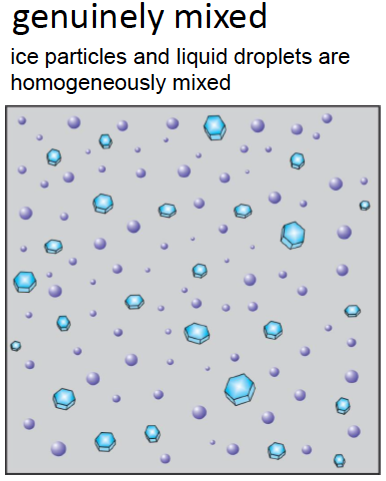 genuinely mixed
ice particles and liquid droplets are
homogeneously mixed